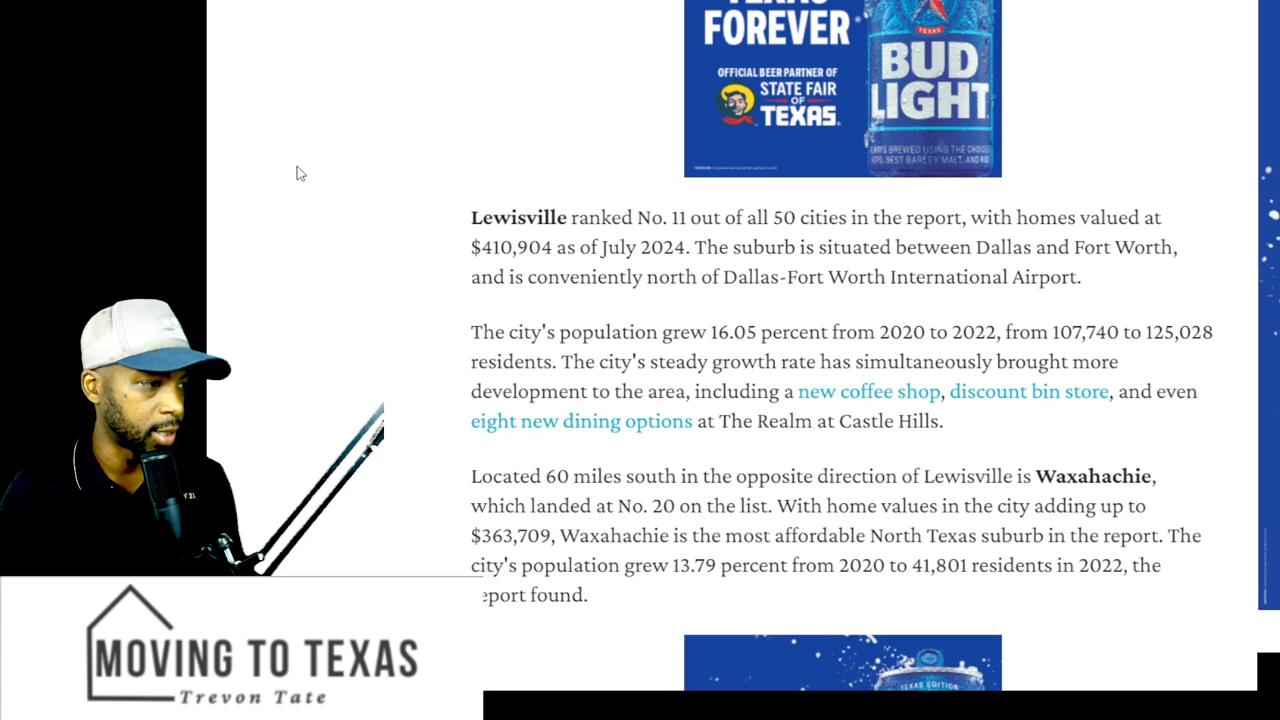 TEXAS
FOREVER
OFFICIAL BEER PARTNER OF
STATE FAIR
OF
TEXAS.
TEXAS
BUD
LIGHT
Lewisville ranked No. 11 out of all 50 cities in the report, with homes valued at
$410,904 as of July 2024. The suburb is situated between Dallas and Fort Worth,
and is conveniently north of Dallas-Fort Worth International Airport.
The city's population grew 16.05 percent from 2020 to 2022, from 107,740 to 125,028
residents. The city's steady growth rate has simultaneously brought more
development to the area, including a new coffee shop, discount bin store, and even
eight new dining options at The Realm at Castle Hills.
Located 60 miles south in the opposite direction of Lewisville is Waxahachie,
which landed at No. 20 on the list. With home values in the city adding up to
$363,709, Waxahachie is the most affordable North Texas suburb in the report. The
city's population grew 13.79 percent from 2020 to 41,801 residents in 2022, the
eport found.
TEXAS EDITION
MOVING TO TEXAS
Trevon Tate